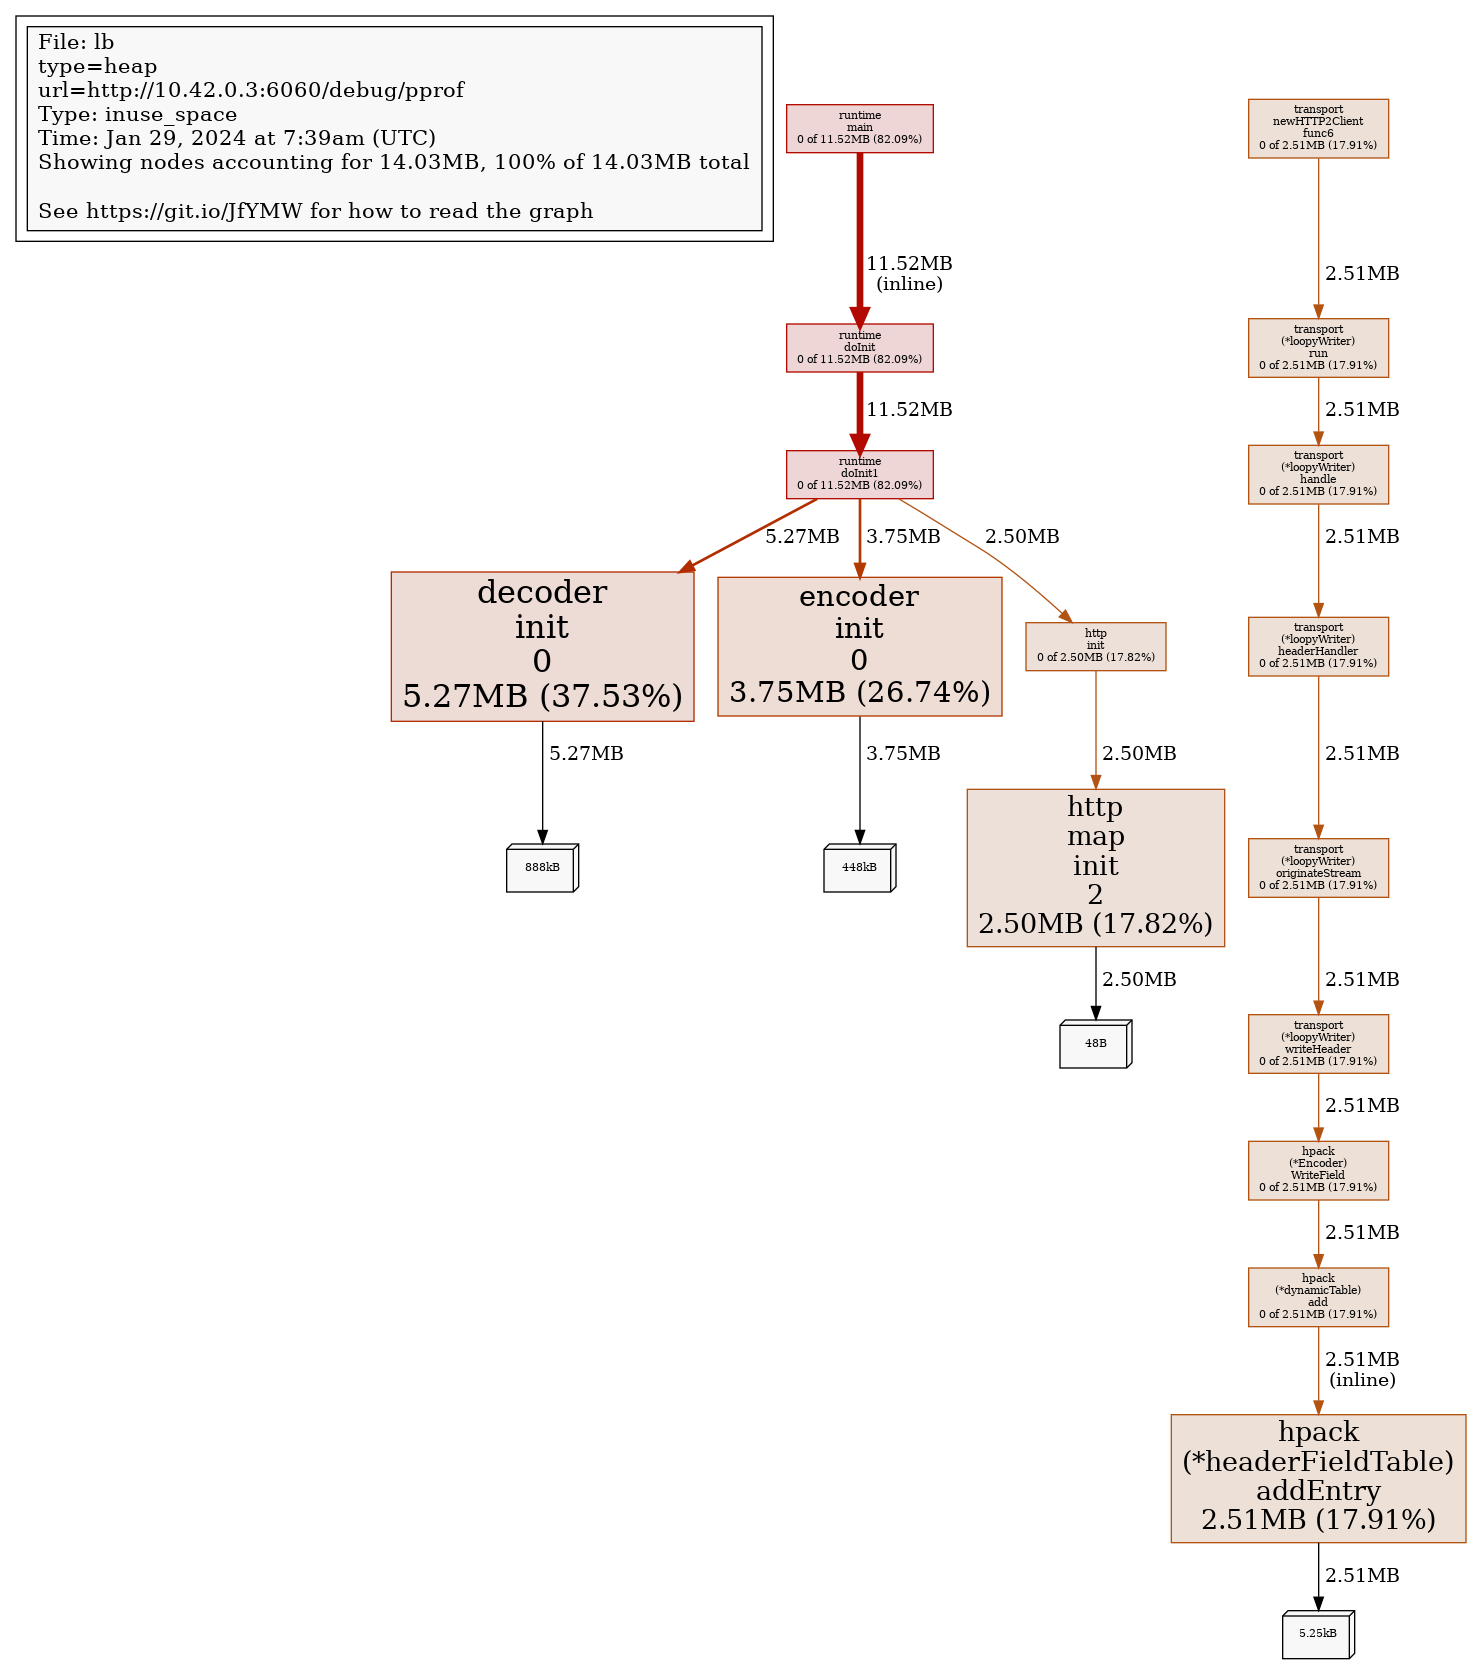 File: lb
type=heap
url=http://10.42.0.3:6060/debug/pprof
Type: inuse_space
Time: Jan 29, 2024 at 7:39am (UTC)
Showing nodes accounting for 14.03MB, 100% of 14.03MB total
See https://git.io/JfYMW for how to read the graph
runtime
main
0 of 11.52MB (82.09%)
11.52MB
(inline)
runtime
doInit
0 of 11.52MB (82.09%)
11.52MB
runtime
doInit1
0 of 11.52MB (82.09%)
5.27MB
3.75MB
2.50MB
decoder
init
0
5.27MB (37.53%)
5.27MB
888kB
encoder
init
0
3.75MB (26.74%)
3.75MB
448kB
http
init
0 of 2.50MB (17.82%)
2.50MB
http
map
init
2
2.50MB (17.82%)
2.50MB
48B
transport
newHTTP2Client
func6
0 of 2.51MB (17.91%)
2.51MB
transport
(*loopyWriter)
run
0 of 2.51MB (17.91%)
2.51MB
transport
(*loopyWriter)
handle
0 of 2.51MB (17.91%)
2.51MB
transport
(*loopyWriter)
headerHandler
0 of 2.51MB (17.91%)
2.51MB
transport
(*loopyWriter)
originateStream
0 of 2.51MB (17.91%)
2.51MB
transport
(*loopyWriter)
writeHeader
0 of 2.51MB (17.91%)
2.51MB
hpack
(*Encoder)
WriteField
0 of 2.51MB (17.91%)
2.51MB
hpack
(*dynamicTable)
add
0 of 2.51MB (17.91%)
2.51MB
(inline)
hpack
(*headerFieldTable)
addEntry
2.51MB (17.91%)
2.51MB
5.25kB